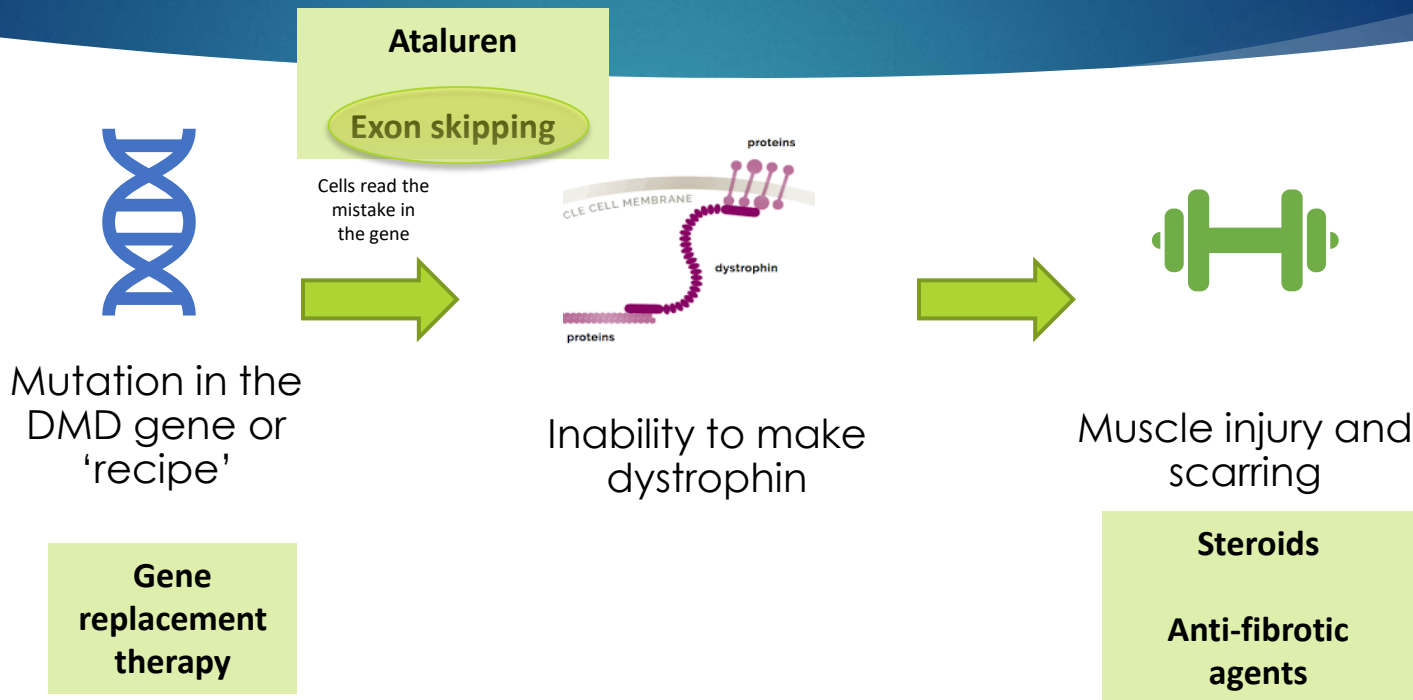 Ataluren
Exon skipping
Cells read the
mistake in
the gene
proteins
CLE CELL MEMBRANE
dystrophin
proteins
Mutation in the
DMD gene or
‘recipe’
Inability to make
dystrophin
Muscle injury and
scarring
Gene
replacement
therapy
Steroids
Anti-fibrotic
agents